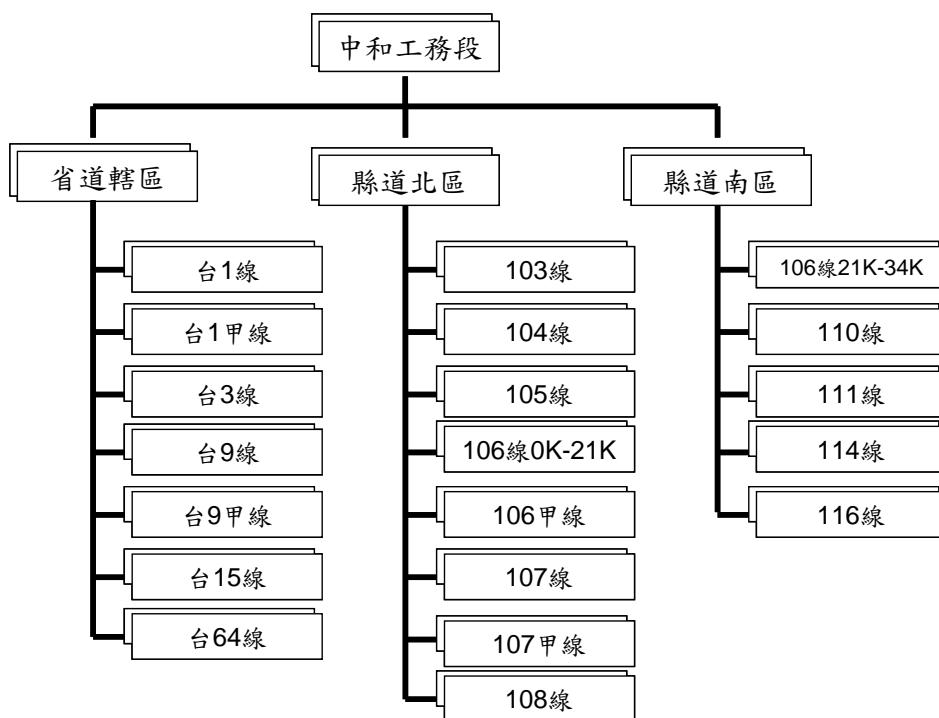 中和工務段
省道轄區
台1線
台1甲線
台3線
台9線
台9甲線
台15線
台64線
縣道北區
103線
104線
105線
106線0K-21K
106甲線
107線
107甲線
108線
縣道南區
106線21K-34K
110線
111線
114線
116線